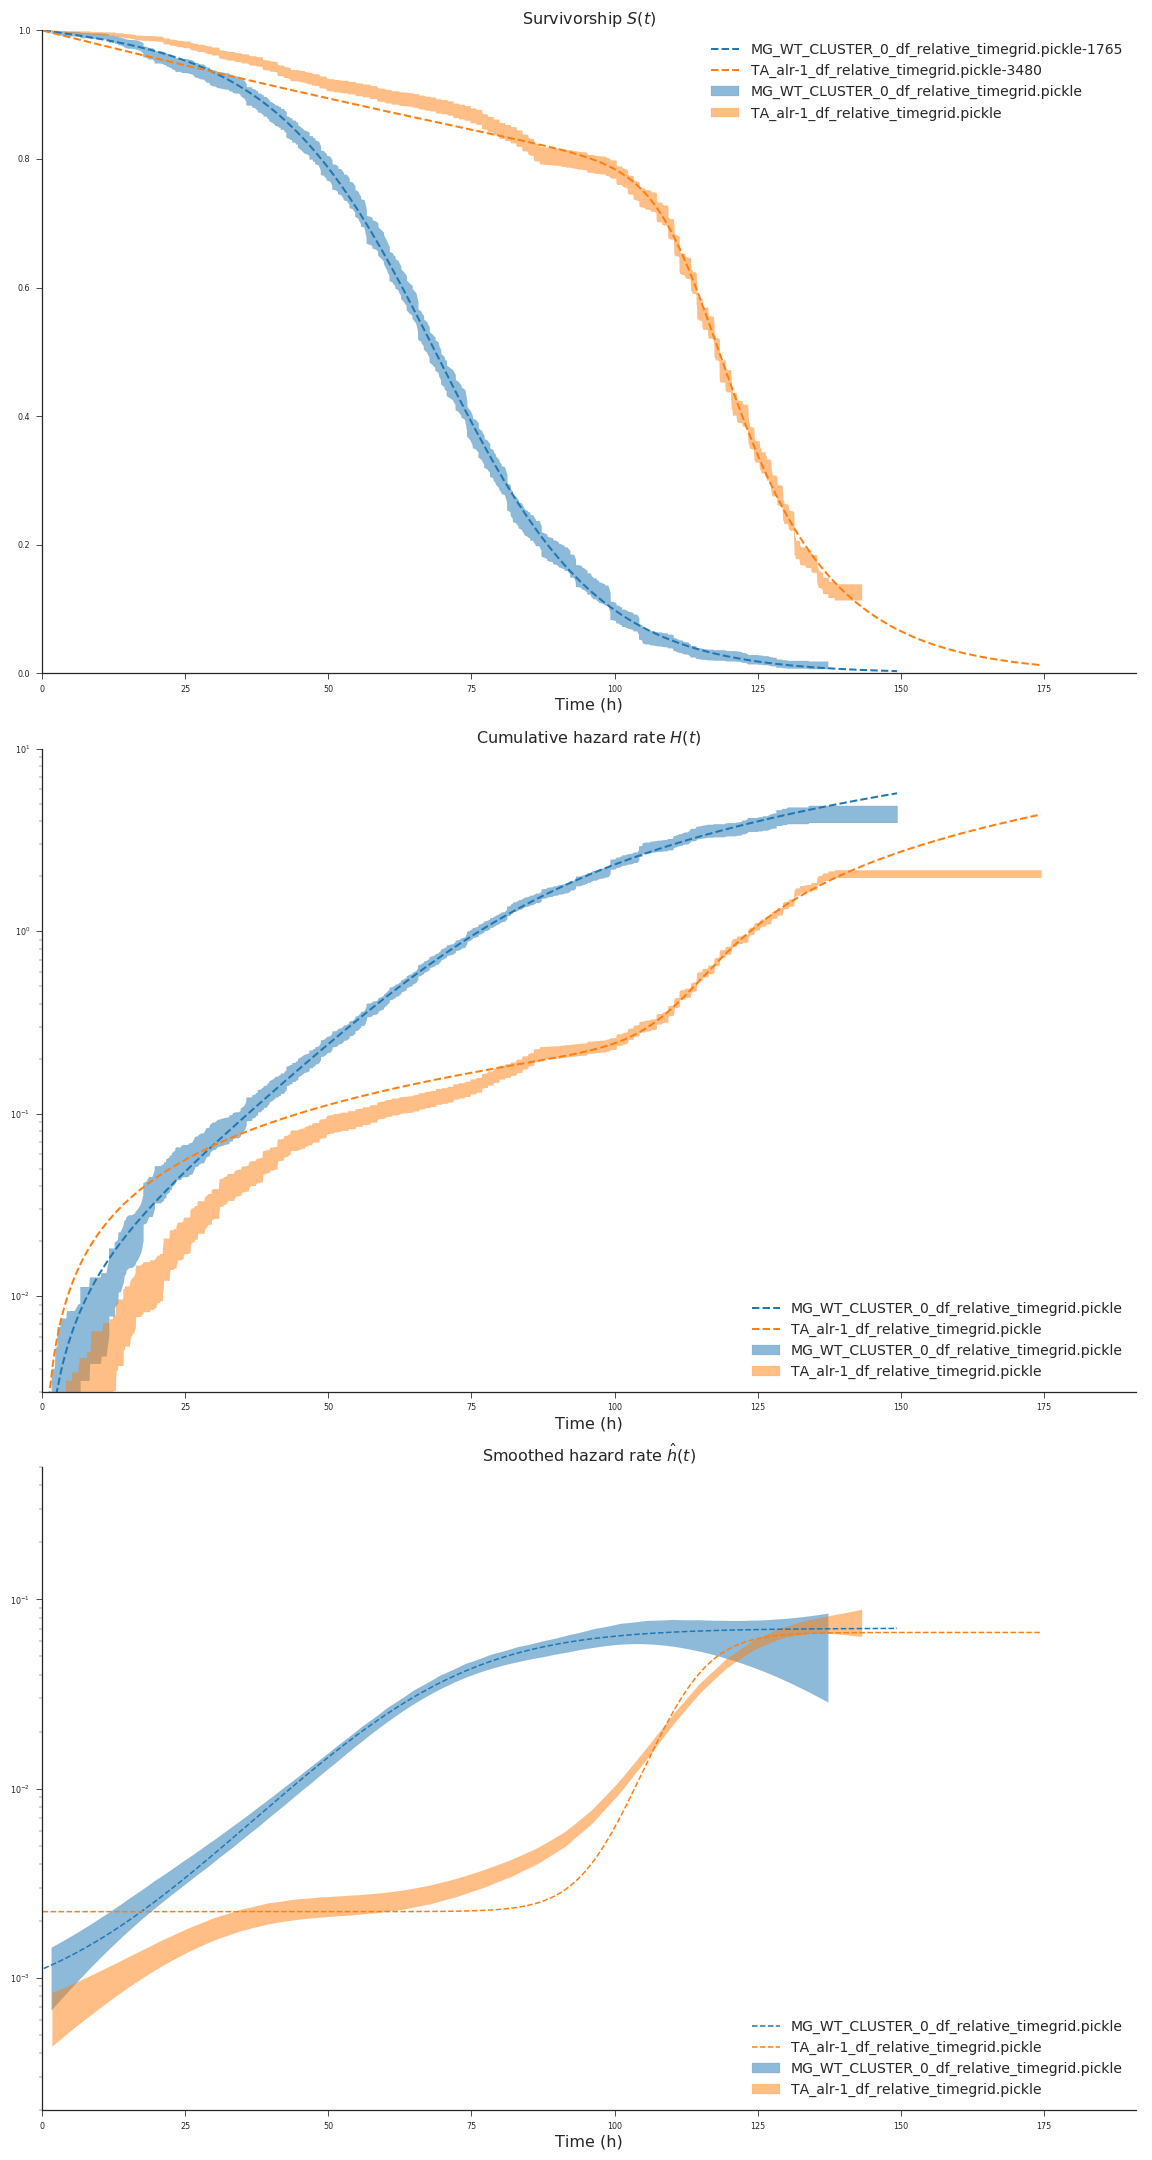 Survivorship S(t)
1.0
0.8
0.6
0.4
0.2
0.0
MG_WT_CLUSTER_0_df_relative_timegrid.pickle-1765
TA_alr-1_df_relative_timegrid.pickle-3480
MG_WT_CLUSTER_0_df_relative_timegrid.pickle
TA_alr-1_df_relative_timegrid.pickle
0 25 50 75 100 125 150 175
Time (h)
Cumulative hazard rate H(t)
10¹
10⁰
10⁻¹
10⁻²
MG_WT_CLUSTER_0_df_relative_timegrid.pickle
TA_alr-1_df_relative_timegrid.pickle
MG_WT_CLUSTER_0_df_relative_timegrid.pickle
TA_alr-1_df_relative_timegrid.pickle
0 25 50 75 100 125 150 175
Time (h)
Smoothed hazard rate ĥ(t)
10⁻¹
10⁻²
10⁻³
MG_WT_CLUSTER_0_df_relative_timegrid.pickle
TA_alr-1_df_relative_timegrid.pickle
MG_WT_CLUSTER_0_df_relative_timegrid.pickle
TA_alr-1_df_relative_timegrid.pickle
0 25 50 75 100 125 150 175
Time (h)